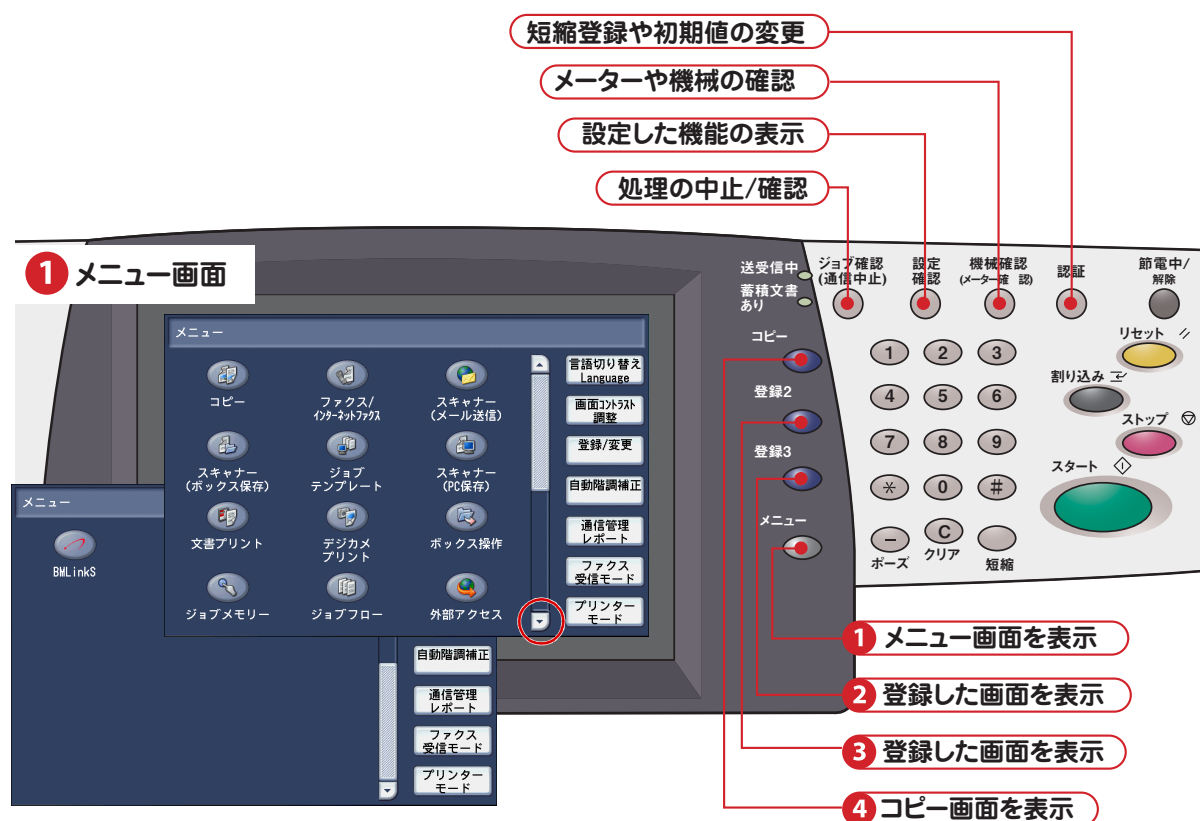 短縮登録や初期値の変更
メーターや機械の確認
設定した機能の表示
処理の中止/確認
1 メニュー画面
送受信中
蓄積文書
あり
ジョブ確認
(通信中止)
設定
確認
機械確認
(メーター確 認)
認証
節電中/
解除
コピー
登録2
登録3
メニュー
1 2 3
4 5 6
7 8 9
* 0 #
- C
ポーズ クリア 短縮
リセット
割り込み
ストップ
スタート
メニュー
コピー
ファクス/
インターネットファクス
スキャナー
(メール送信)
スキャナー
(ボックス保存)
ジョブ
テンプレート
スキャナー
(PC保存)
文書プリント
デジカメ
プリント
ボックス操作
ジョブメモリー
ジョブフロー
外部アクセス
言語切り替え
Language
画面コントラスト
調整
登録/変更
自動階調補正
通信管理
レポート
ファクス
受信モード
プリンター
モード
メニュー
BMLinkS
自動階調補正
通信管理
レポート
ファクス
受信モード
プリンター
モード
1 メニュー画面を表示
2 登録した画面を表示
3 登録した画面を表示
4 コピー画面を表示